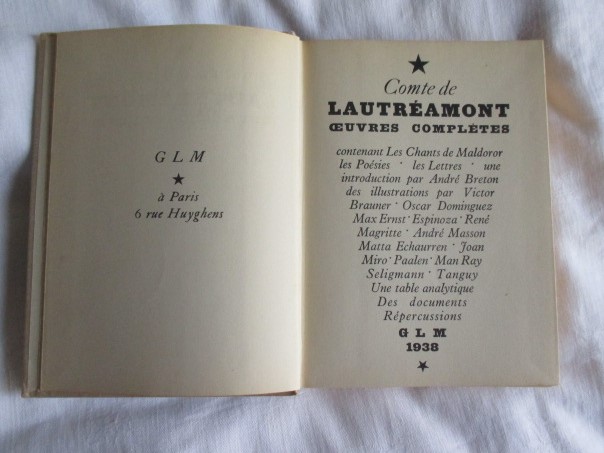 G L M
★
à Paris
6 rue Huyghens
★
Comte de
LAUTRÉAMONT
ŒUVRES COMPLÈTES
contenant Les Chants de Maldoror
les Poésies · les Lettres · une
introduction par André Breton
des illustrations par Victor
Brauner · Oscar Dominguez
Max Ernst · Espinoza · René
Magritte · André Masson
Matta Echaurren · Joan
Miro · Paalen · Man Ray
Seligmann · Tanguy
Une table analytique
Des documents
Répercussions
G L M
1938
★